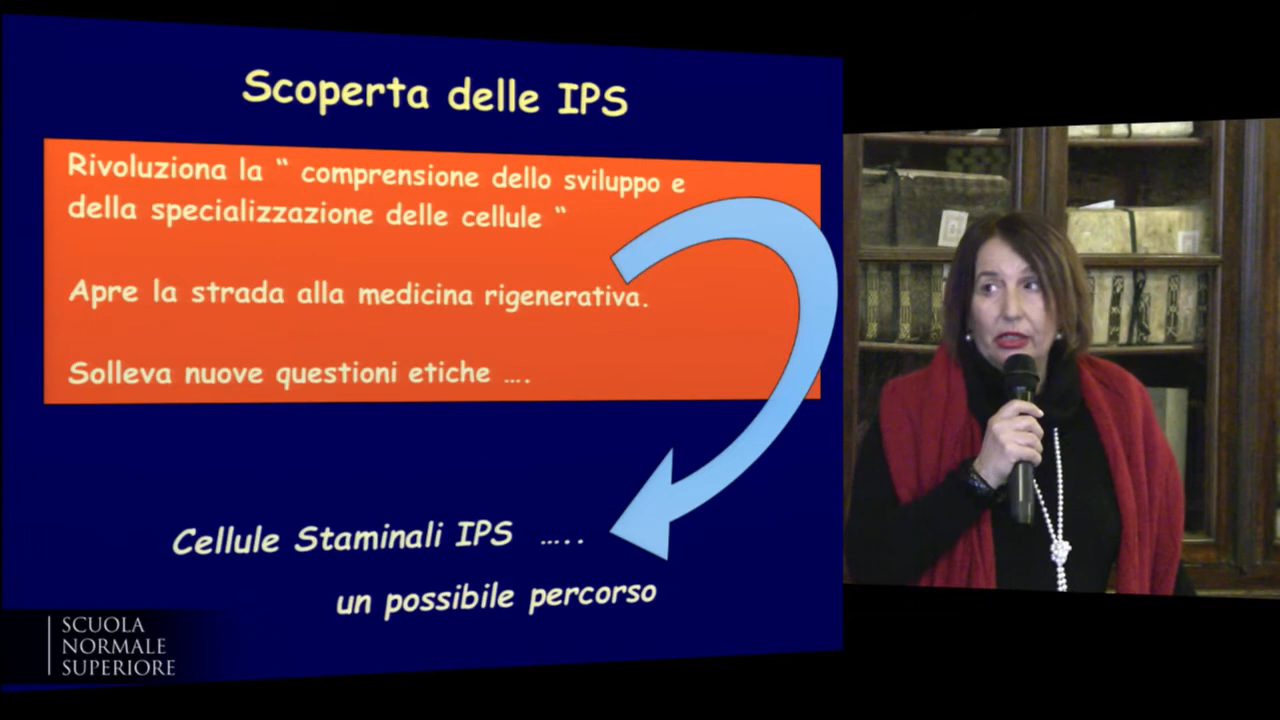 Scoperta delle IPS
Rivoluziona la “ comprensione dello sviluppo e
della specializzazione delle cellule “
Apre la strada alla medicina rigenerativa.
Solleva nuove questioni etiche ….
Cellule Staminali IPS …..
un possibile percorso
SCUOLA
NORMALE
SUPERIORE